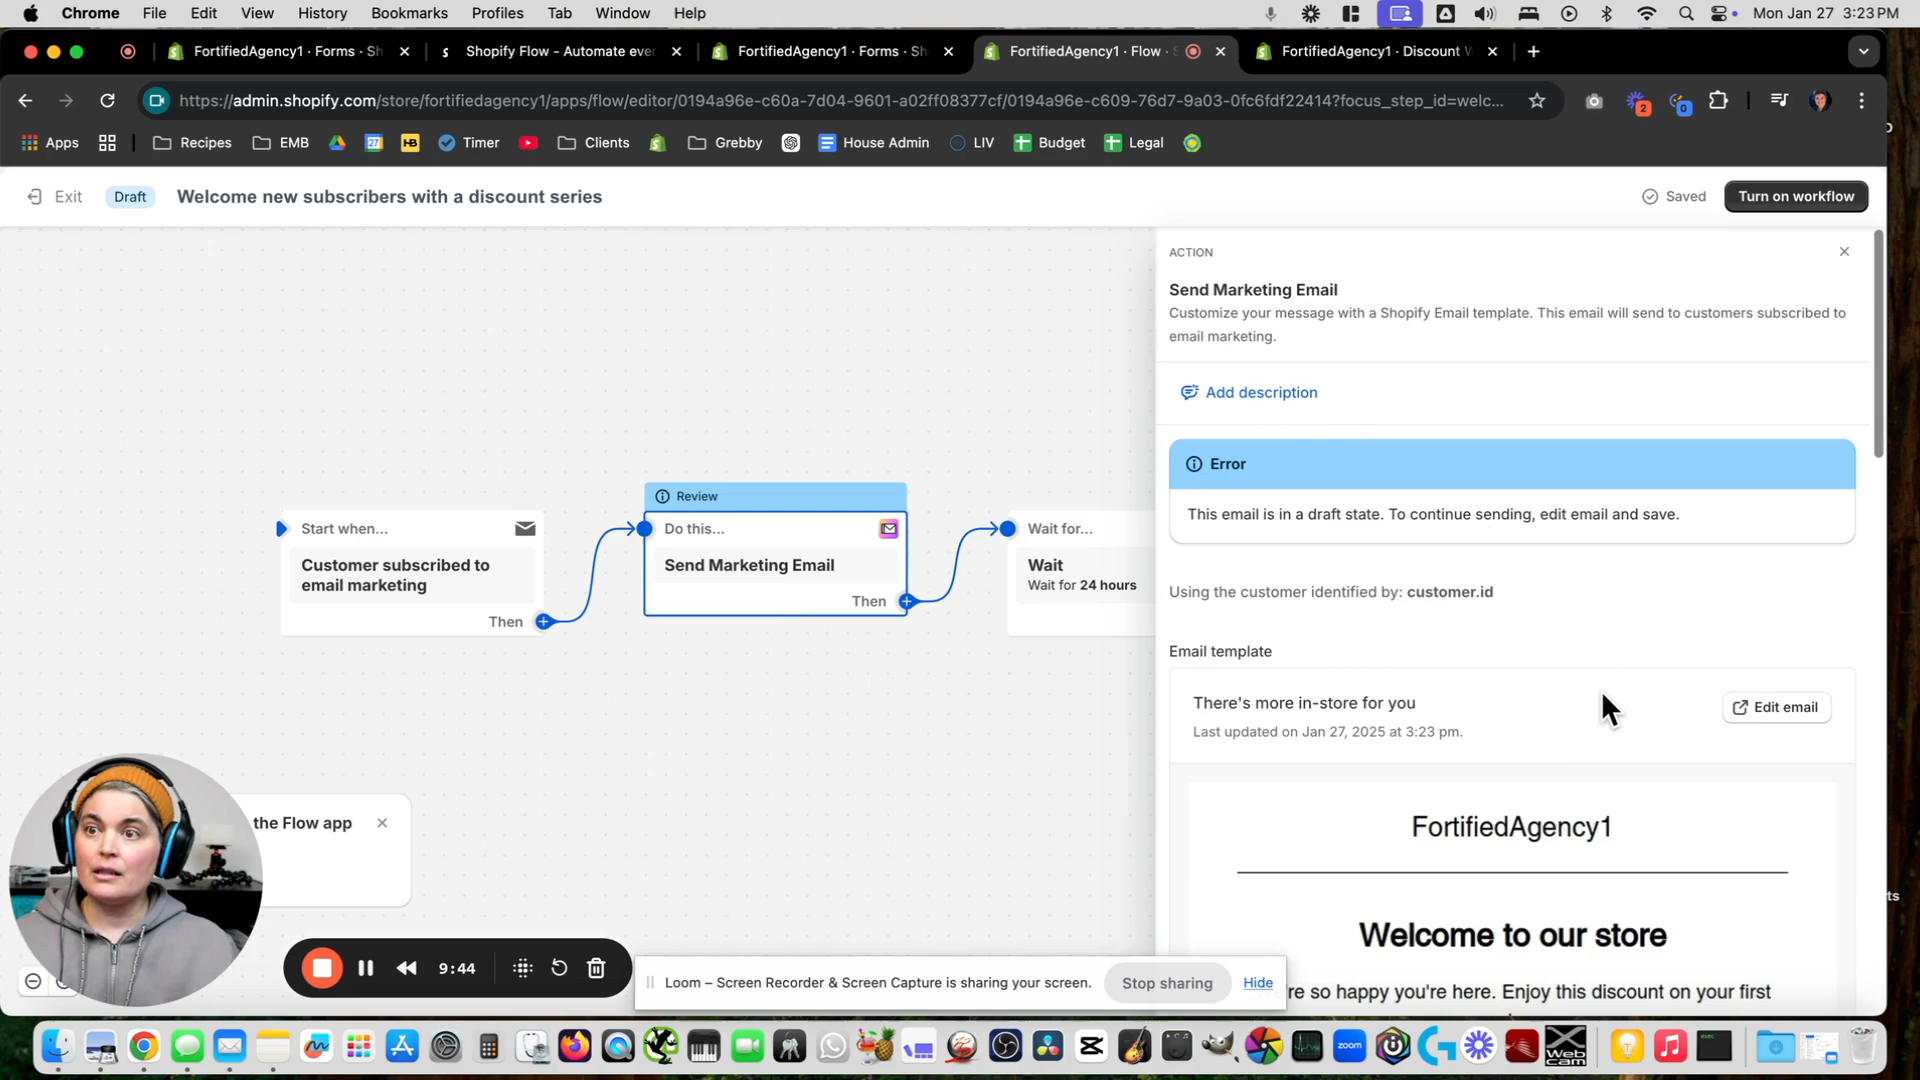 Chrome File Edit View History Bookmarks Profiles Tab Window Help Mon Jan 27 3:23 PM
FortifiedAgency1 · Forms · Sh Shopify Flow - Automate ever FortifiedAgency1 · Forms · Sh FortifiedAgency1 · Flow · FortifiedAgency1 · Discount
https://admin.shopify.com/store/fortifiedagency1/apps/flow/editor/0194a96e-c60a-7d04-9601-a02ff08377cf/0194a96e-c609-76d7-9a03-0fc6fdf22414?focus_step_id=welc... 2 0
Apps Recipes EMB 27 HB Timer Clients Grebby House Admin LIV Budget Legal
Exit Draft Welcome new subscribers with a discount series Saved Turn on workflow
ACTION
Send Marketing Email
Customize your message with a Shopify Email template. This email will send to customers subscribed to
email marketing.
Add description
Error
This email is in a draft state. To continue sending, edit email and save.
Using the customer identified by: customer.id
Email template
There's more in-store for you
Last updated on Jan 27, 2025 at 3:23 pm.
Edit email
FortifiedAgency1
Welcome to our store
're so happy you're here. Enjoy this discount on your first
Start when...
Customer subscribed to
email marketing
Then
Review
Do this...
Send Marketing Email
Then
Wait for...
Wait
Wait for 24 hours
the Flow app
9:44
Loom – Screen Recorder & Screen Capture is sharing your screen. Stop sharing Hide
ts
zoom
Web
cam